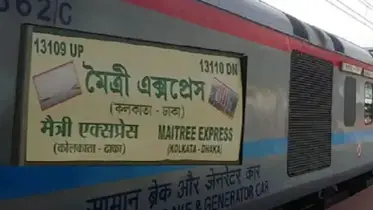 862/C
13109 UP
13110 DN
মৈত্রী এক্সপ্রেস
(কলকাতা - ঢাকা)
मैत्री एक्सप्रेस
(कोलकाता - ढाका)
MAITREE EXPRESS
(KOLKATA - DHAKA)
सामान ब्रेक और जेनरेटर कार
& GENERATOR CAR